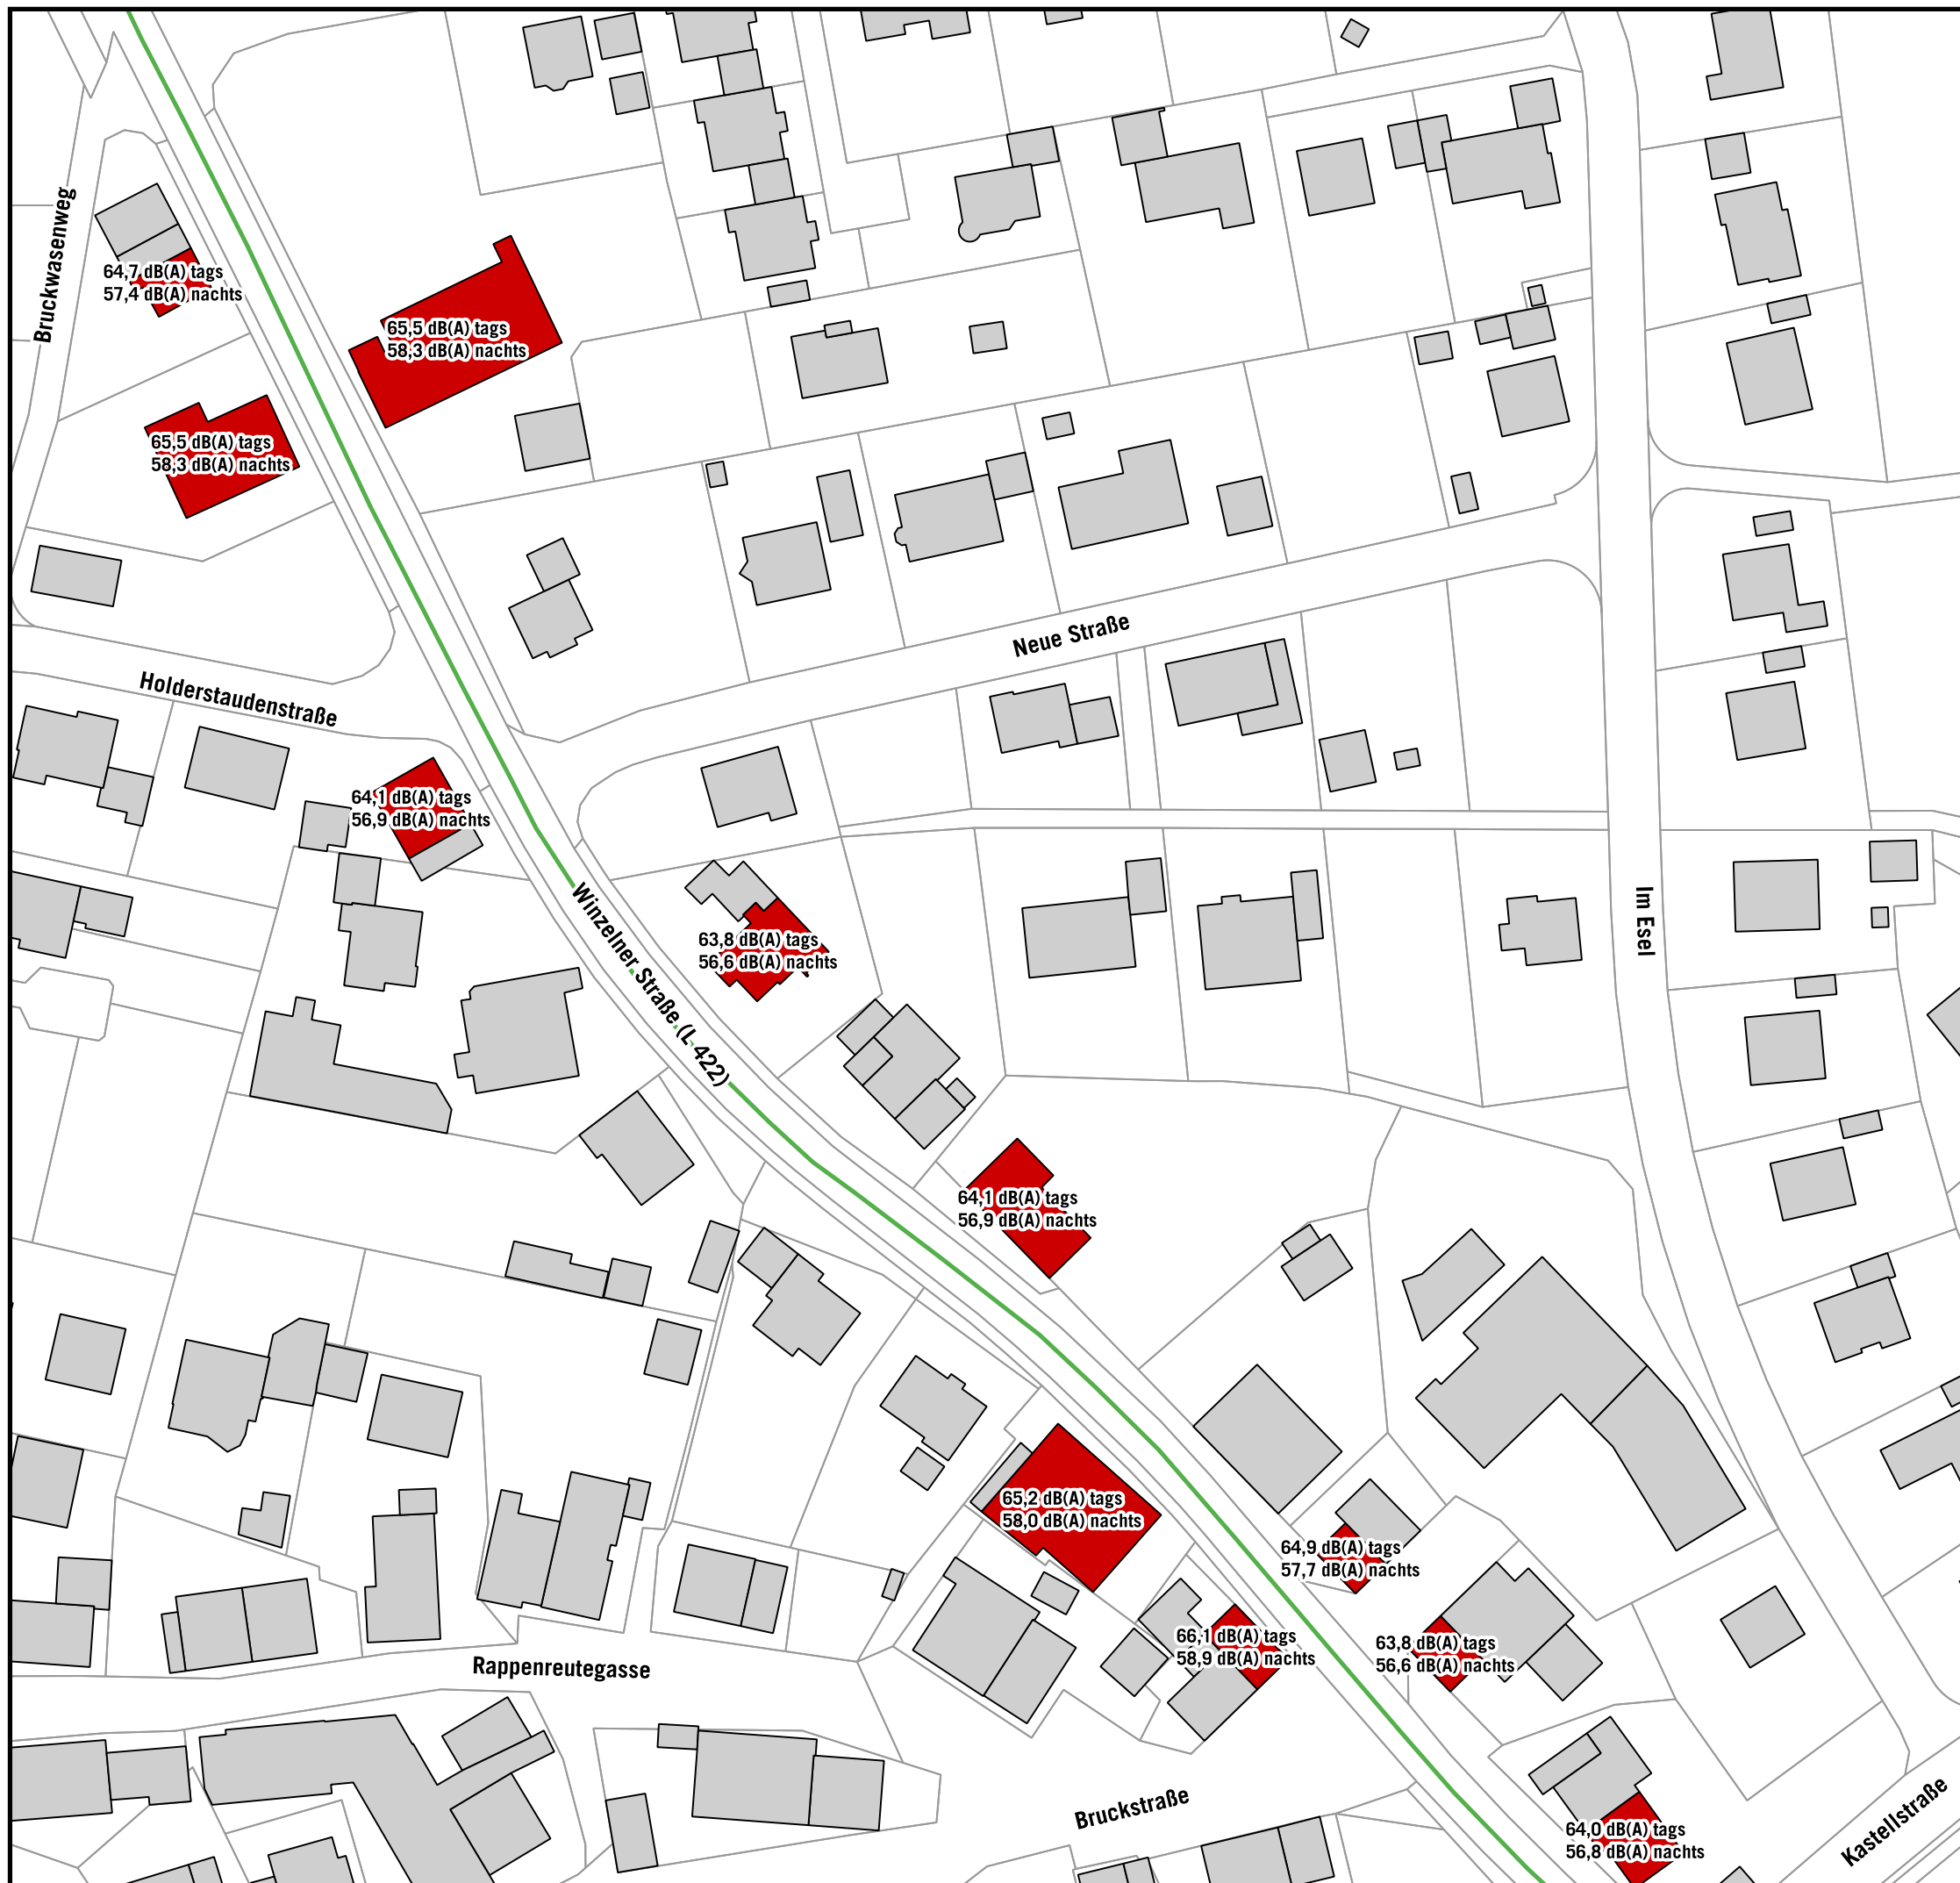 Bruckwasenweg
64,7 dB(A) tags
57,4 dB(A) nachts
65,5 dB(A) tags
58,3 dB(A) nachts
65,5 dB(A) tags
58,3 dB(A) nachts
Neue Straße
Holderstaudenstraße
64,1 dB(A) tags
56,9 dB(A) nachts
Winzelner Straße (L 422)
63,8 dB(A) tags
56,6 dB(A) nachts
Im Esel
64,1 dB(A) tags
56,9 dB(A) nachts
65,2 dB(A) tags
58,0 dB(A) nachts
64,9 dB(A) tags
57,7 dB(A) nachts
66,1 dB(A) tags
58,9 dB(A) nachts
63,8 dB(A) tags
56,6 dB(A) nachts
Rappenreutegasse
Bruckstraße
64,0 dB(A) tags
56,8 dB(A) nachts
Kastellstraße